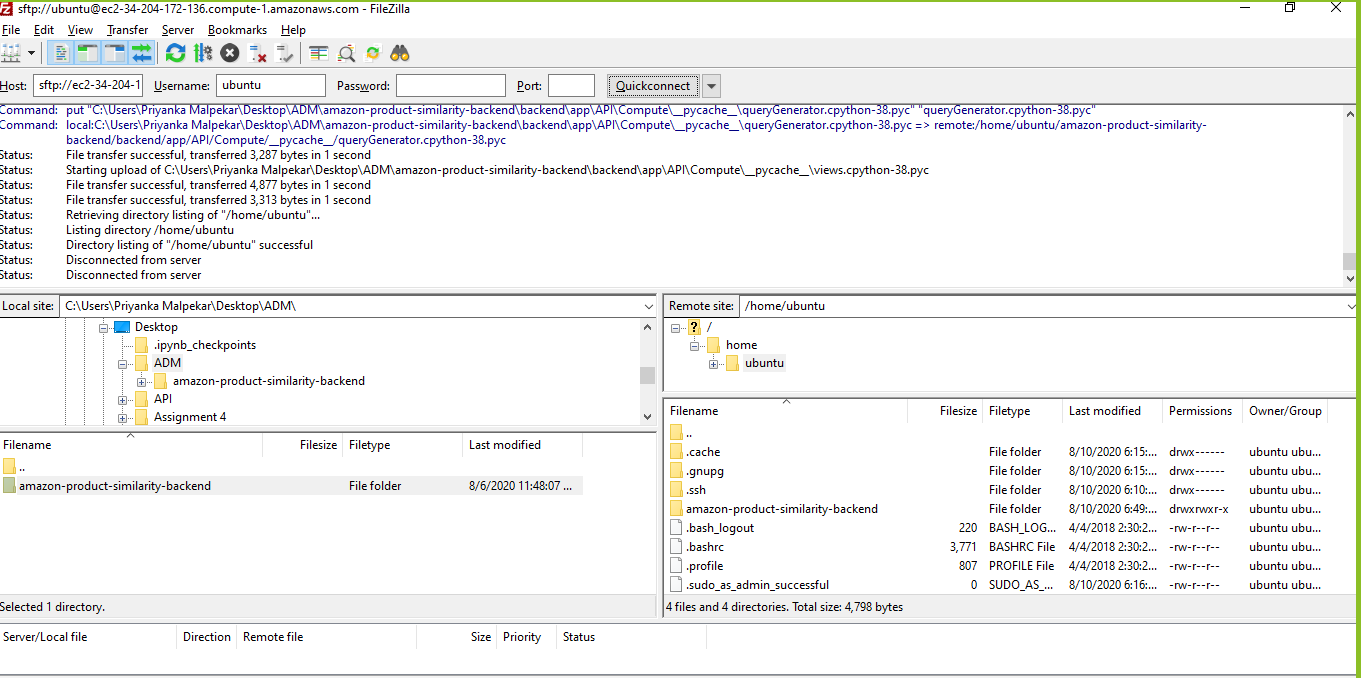 sftp://ubuntu@ec2-34-204-172-136.compute-1.amazonaws.com - FileZilla
File Edit View Transfer Server Bookmarks Help
Host: sftp://ec2-34-204-1 Username: ubuntu Password: Port: Quickconnect
Command: put "C:\Users\Priyanka Malpekar\Desktop\ADM\amazon-product-similarity-backend\backend\app\API\Compute\__pycache__\queryGenerator.cpython-38.pyc" "queryGenerator.cpython-38.pyc"
Command: local:C:\Users\Priyanka Malpekar\Desktop\ADM\amazon-product-similarity-backend\backend\app\API\Compute\__pycache__\queryGenerator.cpython-38.pyc => remote:/home/ubuntu/amazon-product-similarity-
backend/backend/app/API/Compute/__pycache__/queryGenerator.cpython-38.pyc
Status: File transfer successful, transferred 3,287 bytes in 1 second
Status: Starting upload of C:\Users\Priyanka Malpekar\Desktop\ADM\amazon-product-similarity-backend\backend\app\API\Compute\__pycache__\views.cpython-38.pyc
Status: File transfer successful, transferred 4,877 bytes in 1 second
Status: File transfer successful, transferred 3,313 bytes in 1 second
Status: Retrieving directory listing of "/home/ubuntu"...
Status: Listing directory /home/ubuntu
Status: Directory listing of "/home/ubuntu" successful
Status: Disconnected from server
Status: Disconnected from server
Local site: C:\Users\Priyanka Malpekar\Desktop\ADM\
Desktop
.ipynb_checkpoints
ADM
amazon-product-similarity-backend
API
Assignment 4
Filename Filesize Filetype Last modified
..
amazon-product-similarity-backend File folder 8/6/2020 11:48:07 ...
Selected 1 directory.
Remote site: /home/ubuntu
/
home
ubuntu
Filename Filesize Filetype Last modified Permissions Owner/Group
..
.cache File folder 8/10/2020 6:15:... drwx------ ubuntu ubu...
.gnupg File folder 8/10/2020 6:15:... drwx------ ubuntu ubu...
.ssh File folder 8/10/2020 6:10:... drwx------ ubuntu ubu...
amazon-product-similarity-backend File folder 8/10/2020 6:49:... drwxrwxr-x ubuntu ubu...
.bash_logout 220 BASH_LOG... 4/4/2018 2:30:2... -rw-r--r-- ubuntu ubu...
.bashrc 3,771 BASHRC File 4/4/2018 2:30:2... -rw-r--r-- ubuntu ubu...
.profile 807 PROFILE File 4/4/2018 2:30:2... -rw-r--r-- ubuntu ubu...
.sudo_as_admin_successful 0 SUDO_AS_... 8/10/2020 6:16:... -rw-r--r-- ubuntu ubu...
4 files and 4 directories. Total size: 4,798 bytes
Server/Local file Direction Remote file Size Priority Status